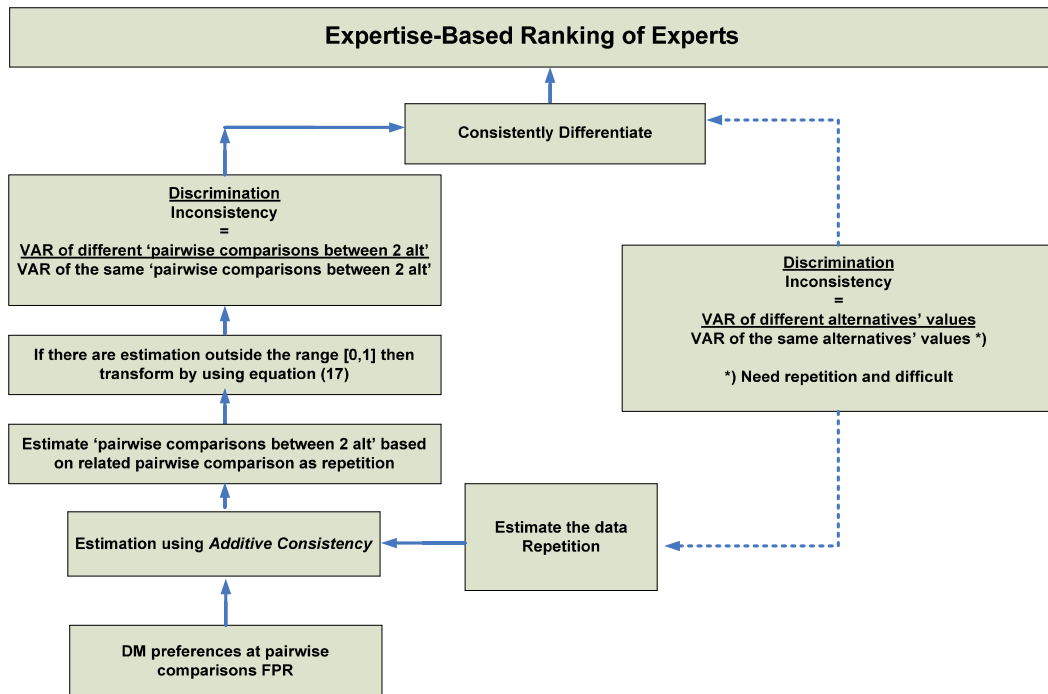 Expertise-Based Ranking of Experts
Consistently Differentiate
Discrimination
Inconsistency
=
VAR of different ‘pairwise comparisons between 2 alt’
VAR of the same ‘pairwise comparisons between 2 alt’
Discrimination
Inconsistency
=
VAR of different alternatives’ values
VAR of the same alternatives’ values *)
*) Need repetition and difficult
If there are estimation outside the range [0,1] then
transform by using equation (17)
Estimate ‘pairwise comparisons between 2 alt’ based
on related pairwise comparison as repetition
Estimation using Additive Consistency
Estimate the data
Repetition
DM preferences at pairwise
comparisons FPR